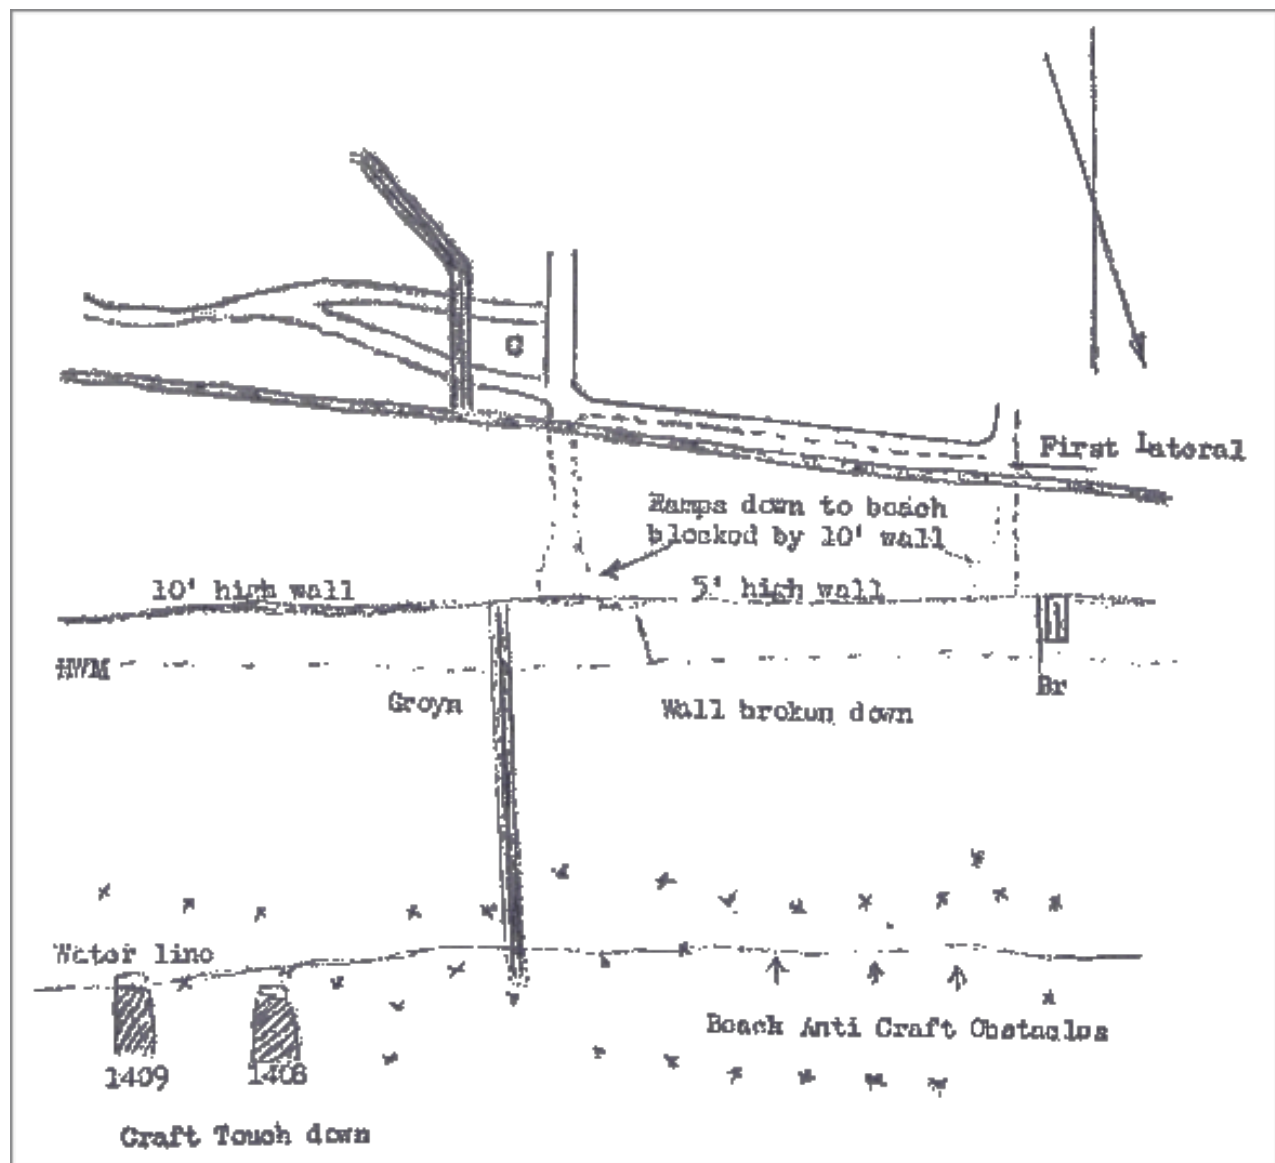 G
First Lateral
Ramps down to beach
blocked by 10' wall
10' high wall
5' high wall
HWM
Groyn
Wall broken down
Br
Water line
Beach Anti Craft Obstacles
1409 1408
Craft Touch down